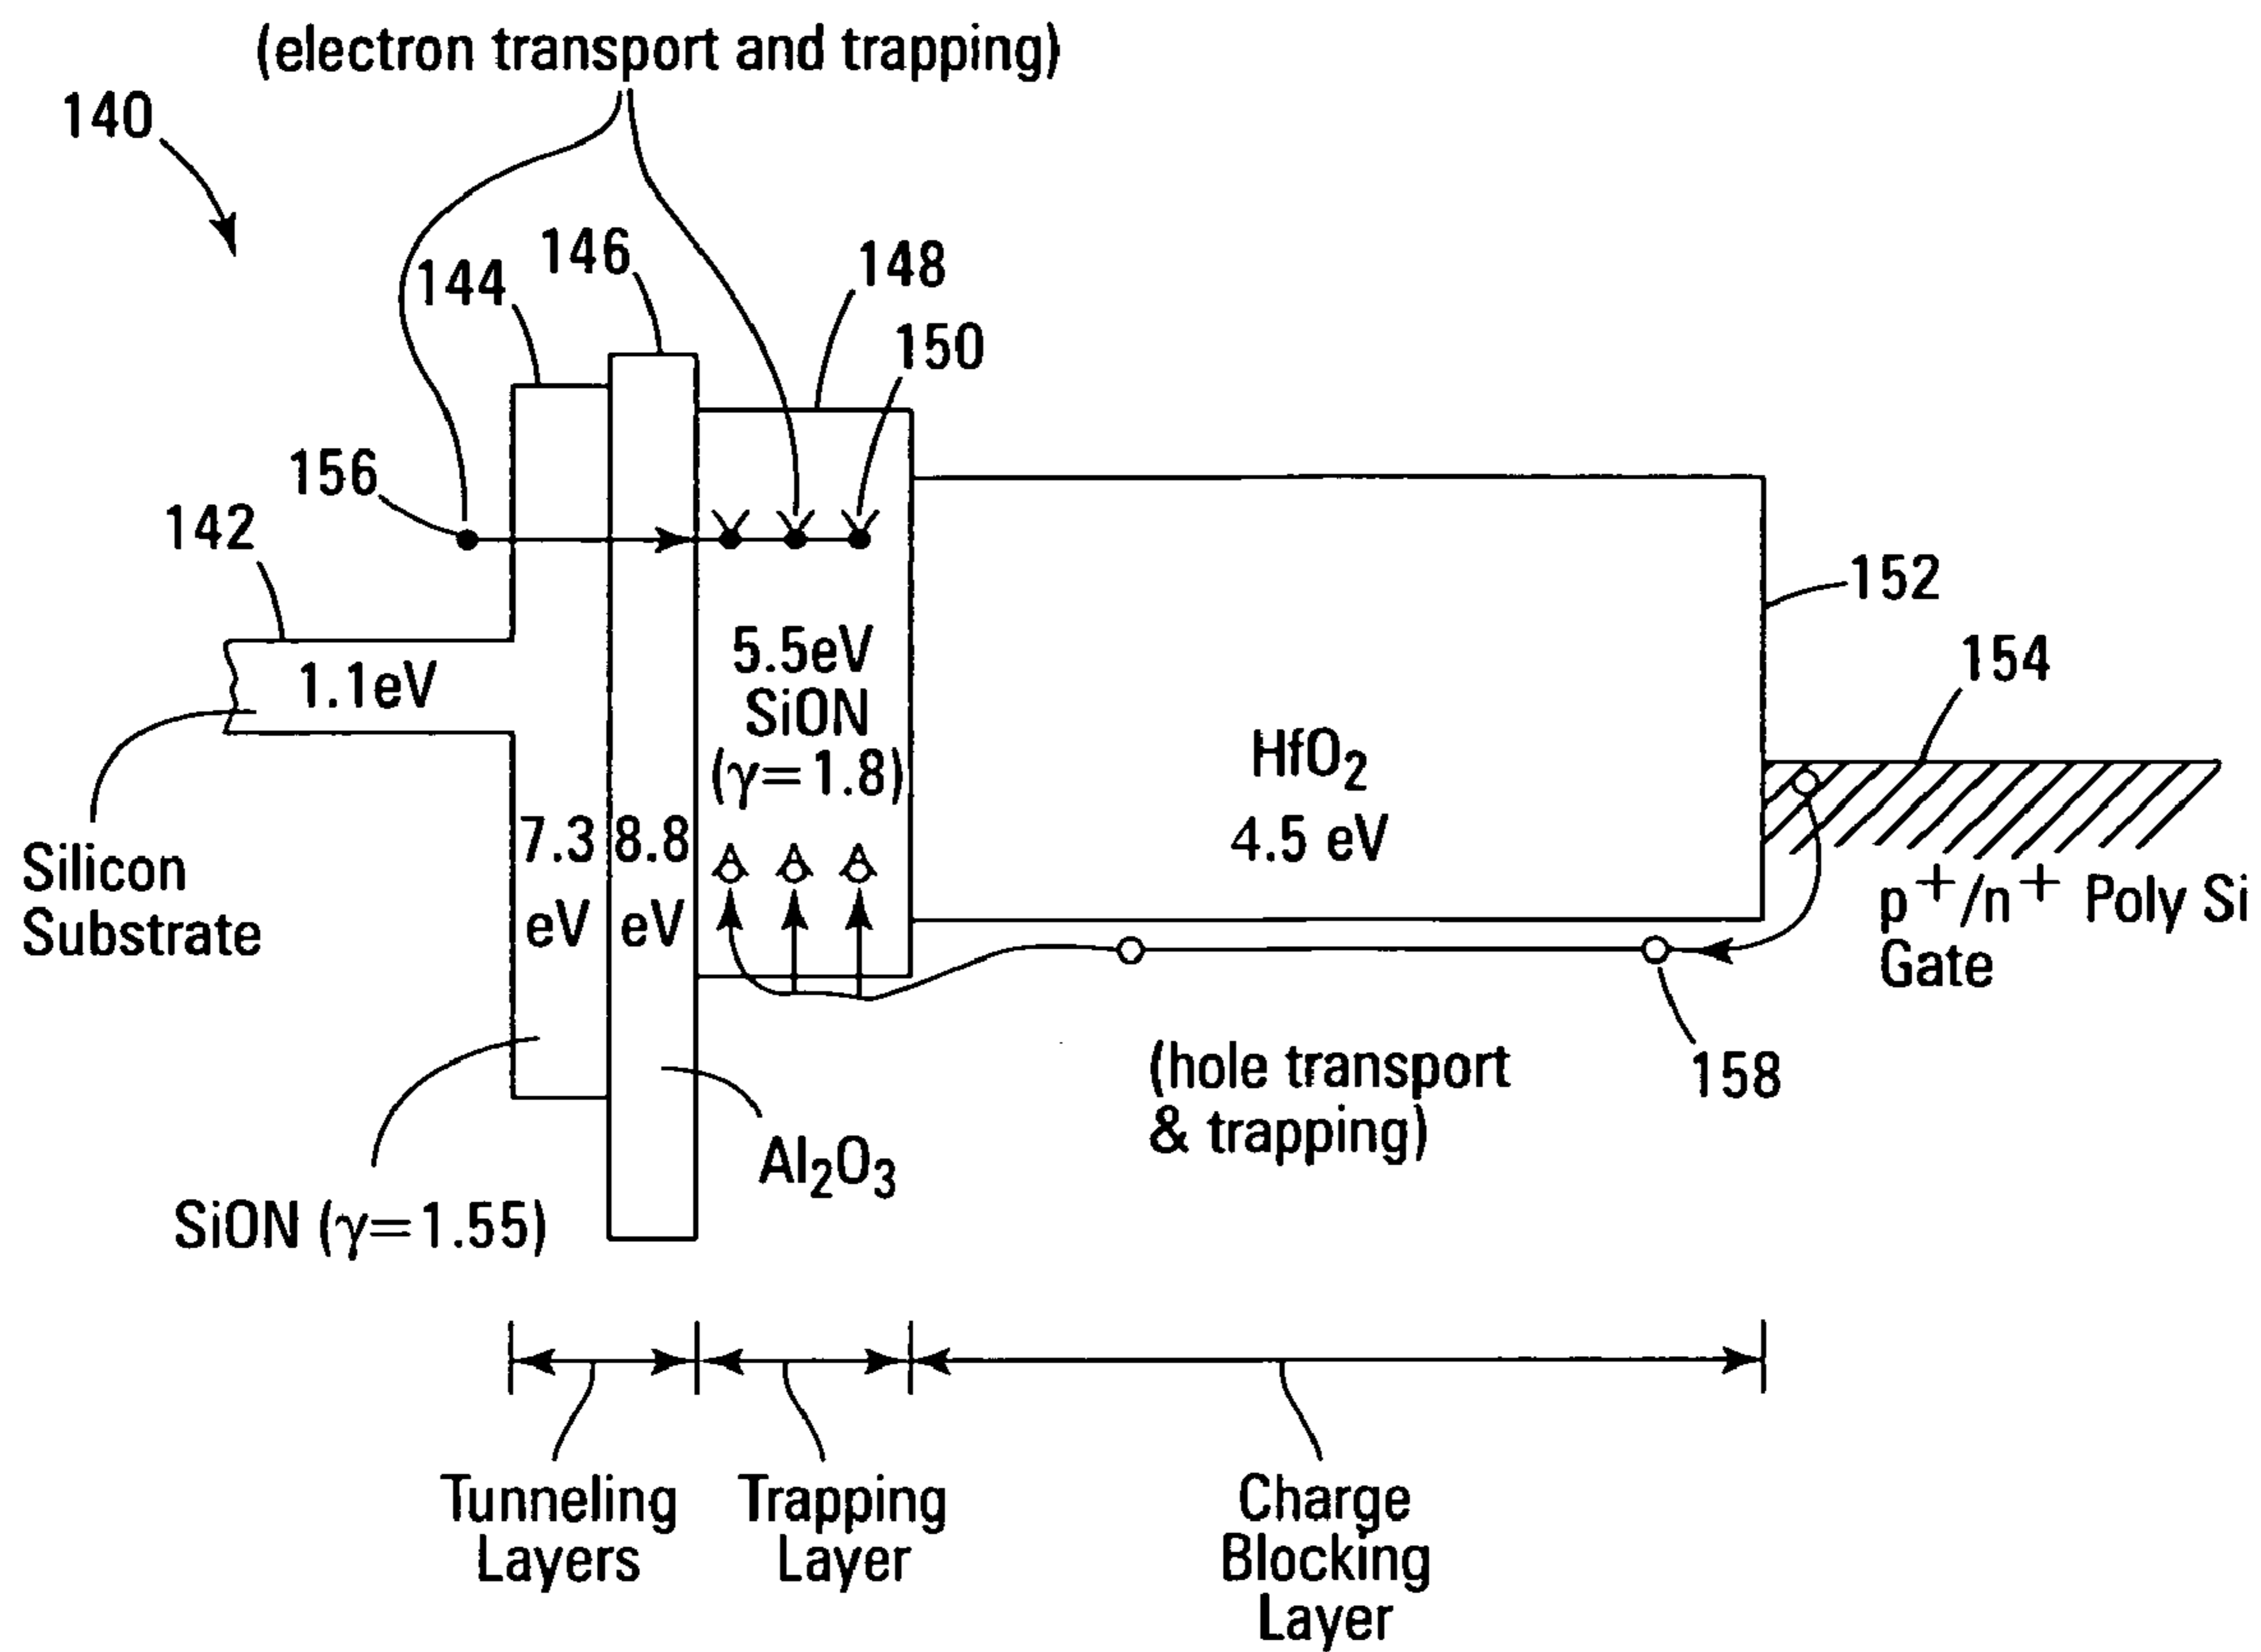 (electron transport and trapping)
140
146
144
148
150
156
142
152
1.1eV
5.5eV
SiON
(γ=1.8)
154
HfO2
4.5 eV
7.3
eV
8.8
eV
Silicon
Substrate
p+/n+ Poly Si
Gate
(hole transport
& trapping)
158
Al2O3
SiON (γ=1.55)
Tunneling
Layers
Trapping
Layer
Charge
Blocking
Layer